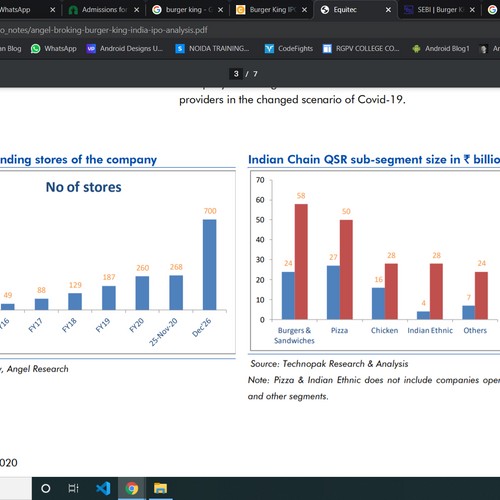 WhatsApp
Admissions for
burger king - G
Burger King IPO
Equitec
SEBI | Burger K
o_notes/angel-broking-burger-king-india-ipo-analysis.pdf
an Blog
WhatsApp
Android Designs U...
NOIDA TRAINING...
CodeFights
RGPV COLLEGE CO...
Android Blog1
3 / 7
providers in the changed scenario of Covid-19.
nding stores of the company
No of stores
49
88
129
187
260
268
700
FY17
FY18
FY19
FY20
25-Nov-20
Dec'26
, Angel Research
Indian Chain QSR sub-segment size in ₹ billio
70
60
50
40
30
20
10
0
24
58
27
50
16
28
4
28
7
24
Burgers &
Sandwiches
Pizza
Chicken
Indian Ethnic
Others
Source: Technopak Research & Analysis
Note: Pizza & Indian Ethnic does not include companies oper
and other segments.
020